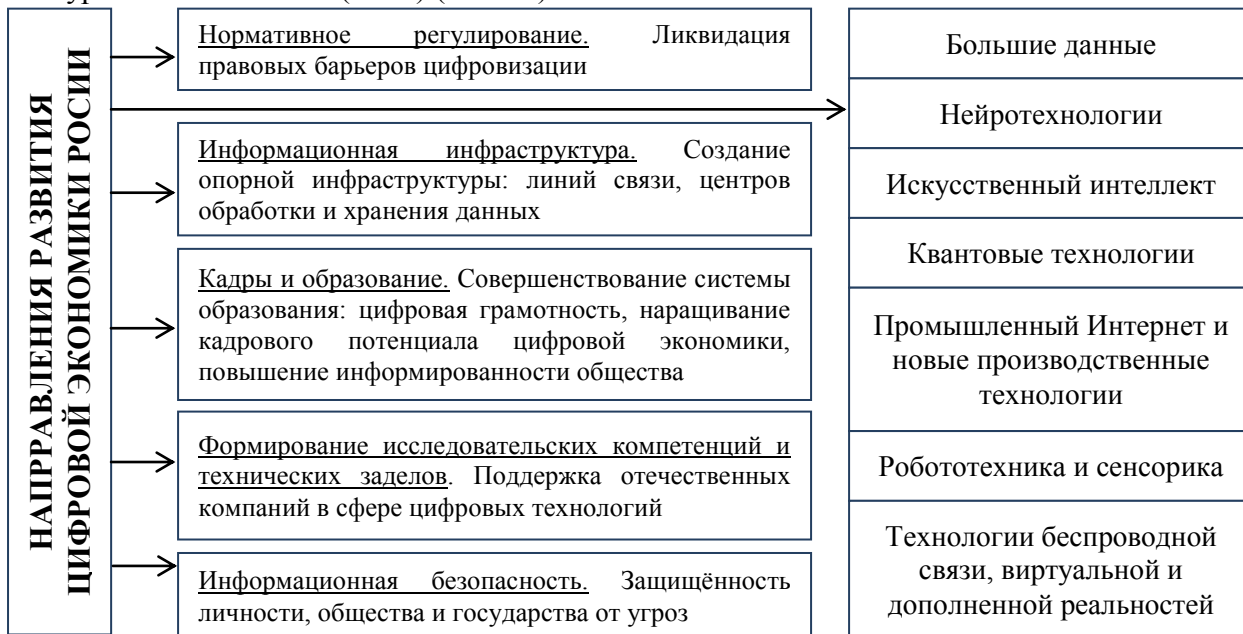 НАПРРАВЛЕНИЯ РАЗВИТИЯ
ЦИФРОВОЙ ЭКОНОМИКИ РОСИИ
Нормативное регулирование. Ликвидация
правовых барьеров цифровизации
Информационная инфраструктура. Создание
опорной инфраструктуры: линий связи, центров
обработки и хранения данных
Кадры и образование. Совершенствование системы
образования: цифровая грамотность, наращивание
кадрового потенциала цифровой экономики,
повышение информированности общества
Формирование исследовательских компетенций и
технических заделов. Поддержка отечественных
компаний в сфере цифровых технологий
Информационная безопасность. Защищённость
личности, общества и государства от угроз
Большие данные
Нейротехнологии
Искусственный интеллект
Квантовые технологии
Промышленный Интернет и
новые производственные
технологии
Робототехника и сенсорика
Технологии беспроводной
связи, виртуальной и
дополненной реальностей